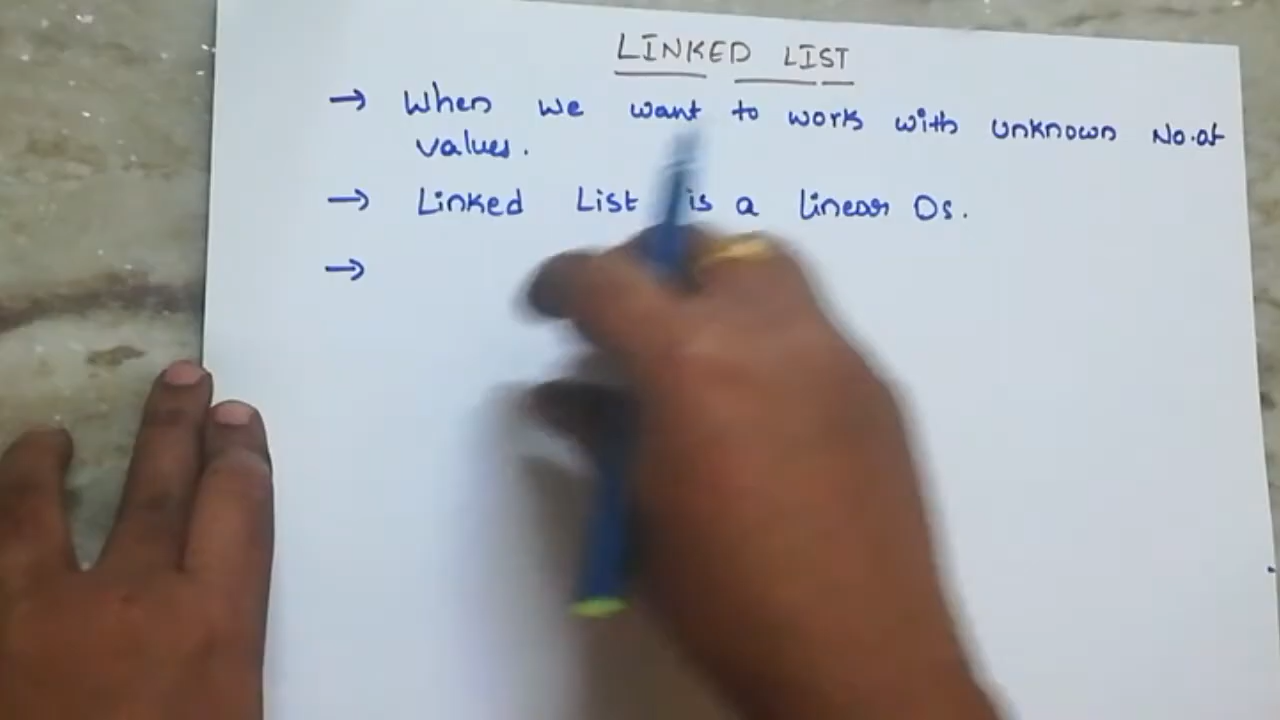 LINKED LIST
→ When we want to work with unknown No.of
values.
→ Linked List is a linear Ds.
→